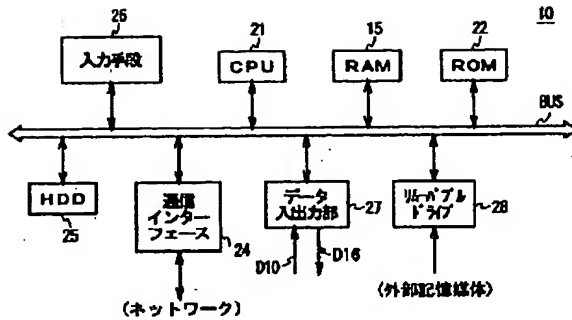 10
26
21
15
22
入力手段
CPU
RAM
ROM
BUS
HDD
25
通信
インター
フェース
24
データ
入出力部
27
リムーバブル
ドライブ
28
D10
D16
(ネットワーク)
(外部記憶媒体)